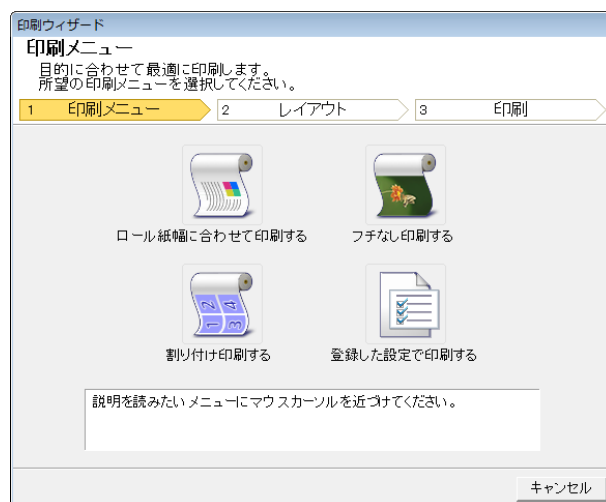 印刷ウィザード
印刷メニュー
目的に合わせて最適に印刷します。
所望の印刷メニューを選択してください。
1 印刷メニュー 2 レイアウト 3 印刷
ロール紙幅に合わせて印刷する フチなし印刷する
1 2 3 4
割り付け印刷する 登録した設定で印刷する
説明を読みたいメニューにマウスカーソルを近づけてください。
キャンセル